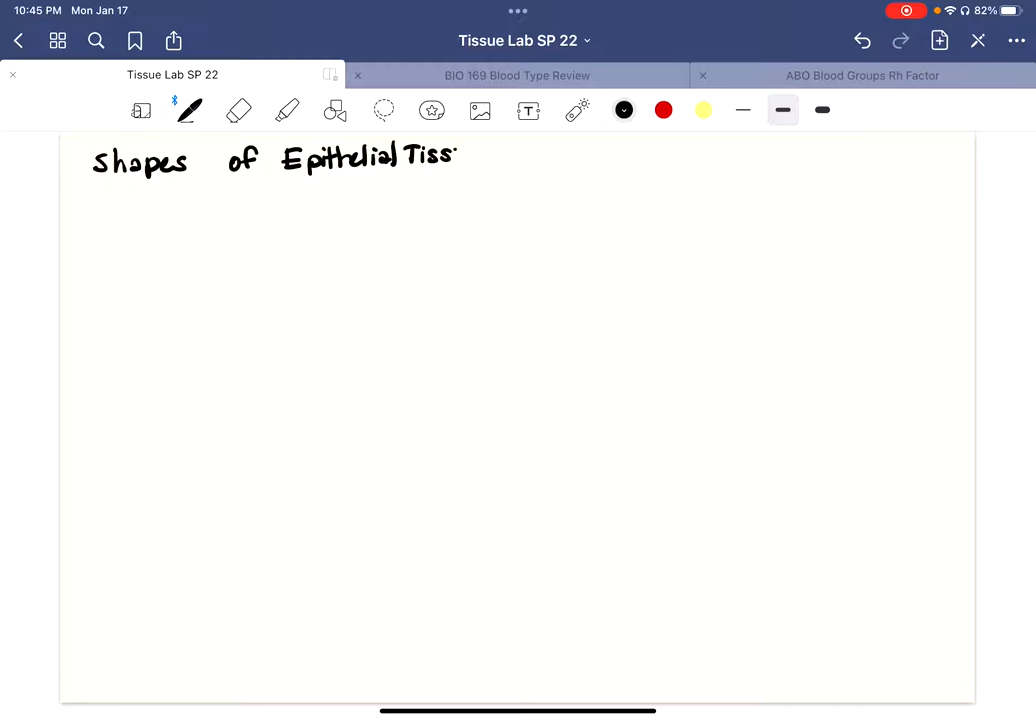 10:45 PM Mon Jan 17
82%
Tissue Lab SP 22
Tissue Lab SP 22
BIO 169 Blood Type Review
ABO Blood Groups Rh Factor
T
Shapes of Epithelial Tiss